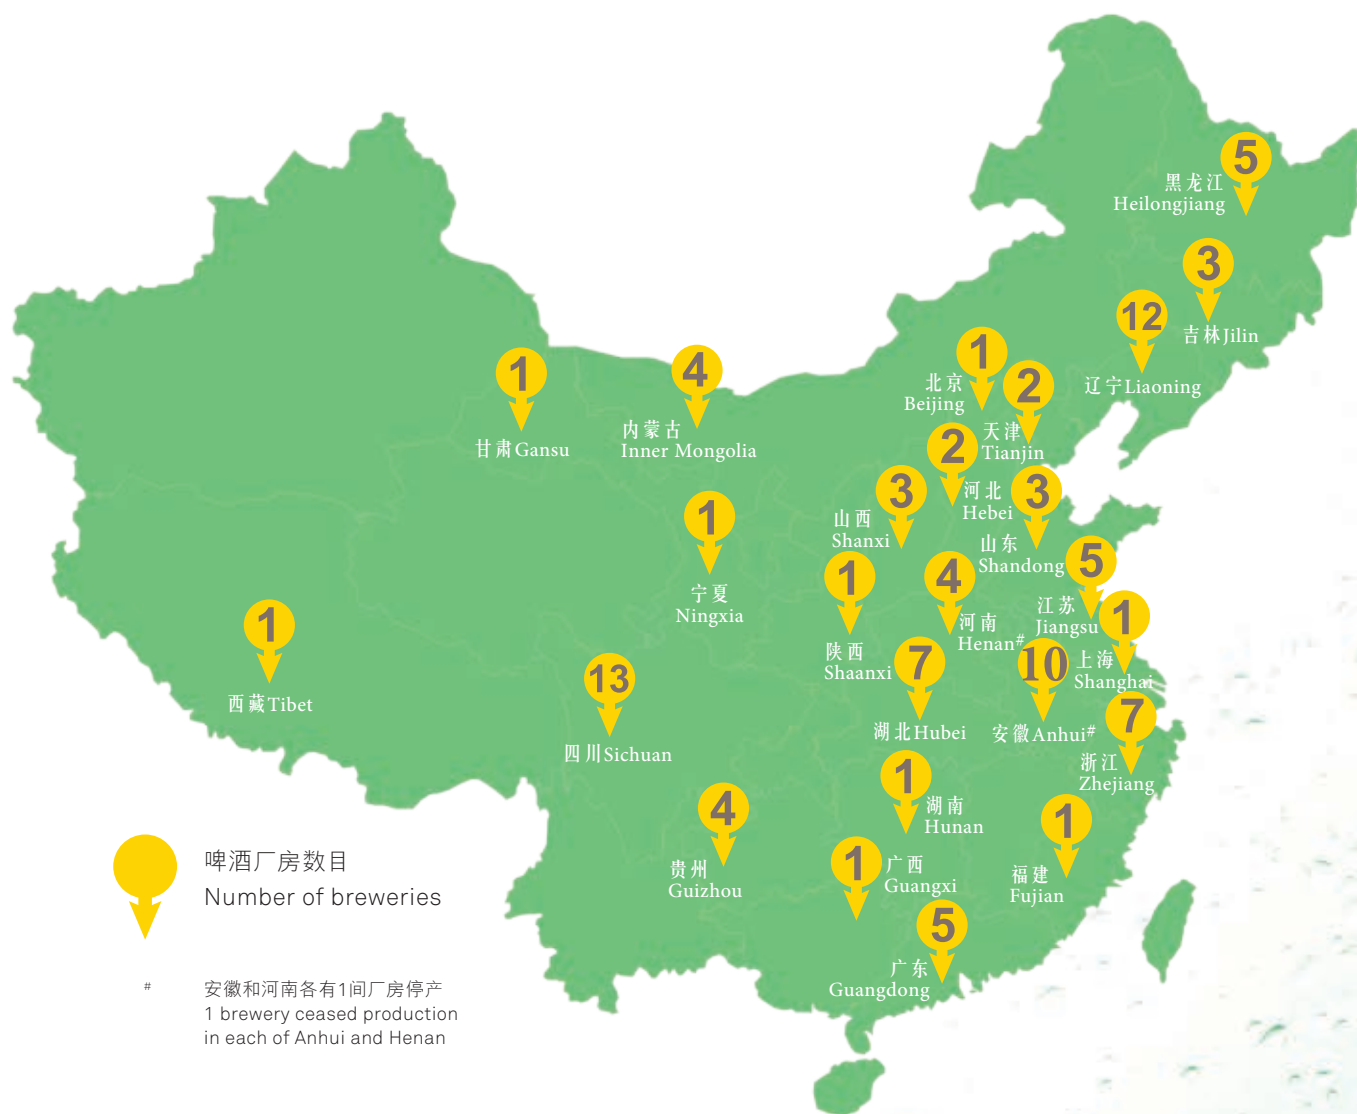 5
黑龙江
Heilongjiang
3
吉林Jilin
12
辽宁Liaoning
1
北京
Beijing
2
天津
Tianjin
1
甘肃Gansu
4
内蒙古
Inner Mongolia
2
河北
Hebei
3
山西
Shanxi
3
山东
Shandong
1
宁夏
Ningxia
5
江苏
Jiangsu
1
陕西
Shaanxi
4
河南
Henan#
1
上海
Shanghai
1
西藏Tibet
13
四川Sichuan
7
湖北Hubei
10
安徽Anhui#
7
浙江
Zhejiang
1
湖南
Hunan
4
贵州
Guizhou
1
福建
Fujian
1
广西
Guangxi
5
广东
Guangdong
啤酒厂房数目
Number of breweries
# 安徽和河南各有1间厂房停产
1 brewery ceased production
in each of Anhui and Henan